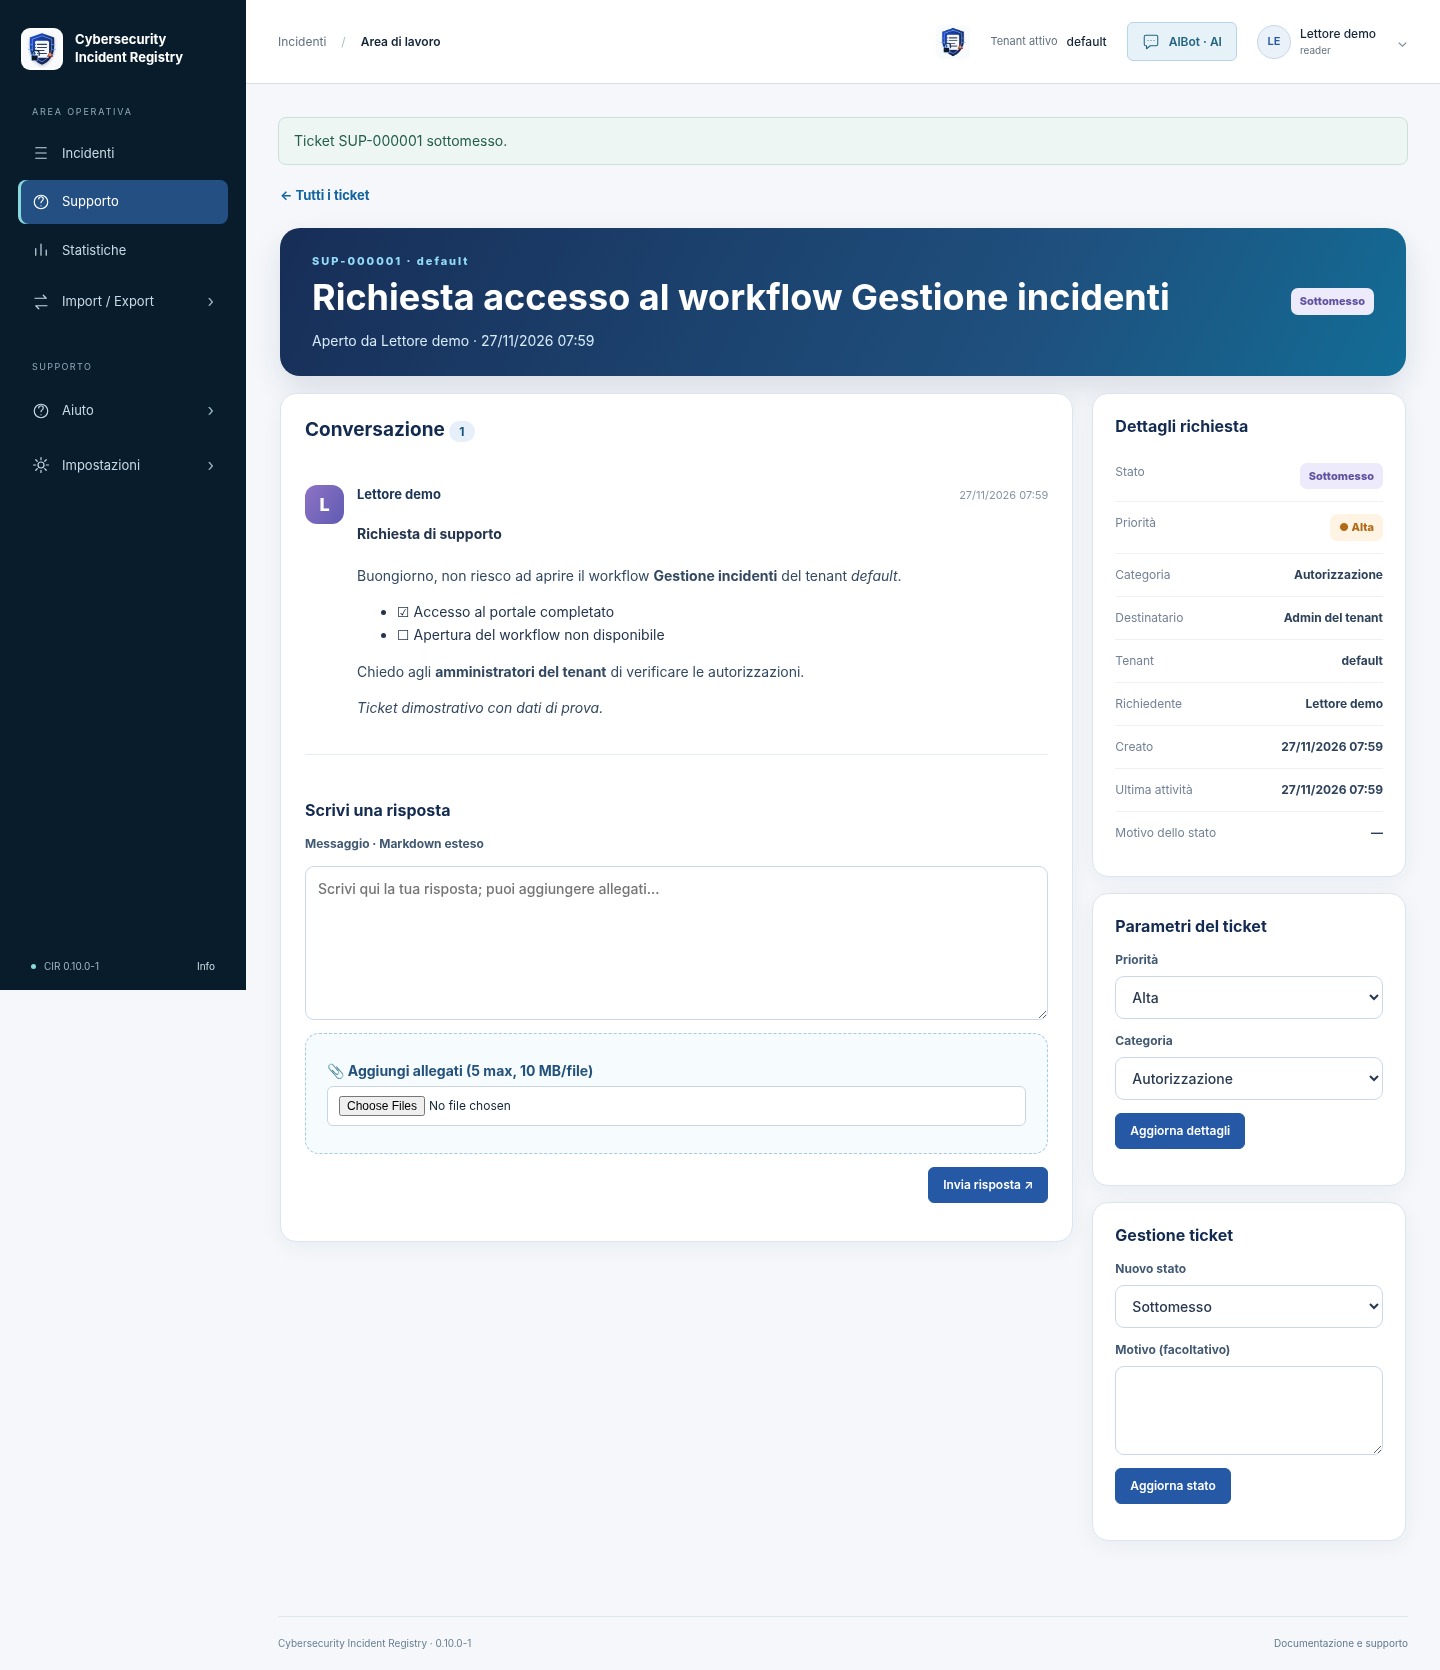 Cybersecurity
Incident Registry
AREA OPERATIVA
Incidenti
Supporto
Statistiche
Import / Export
SUPPORTO
Aiuto
Impostazioni
CIR 0.10.0-1
Info
Incidenti / Area di lavoro
Tenant attivo default
AIBot · AI
LE
Lettore demo
reader
Ticket SUP-000001 sottomesso.
← Tutti i ticket
SUP-000001 · default
Richiesta accesso al workflow Gestione incidenti
Aperto da Lettore demo · 27/11/2026 07:59
Sottomesso
Conversazione 1
L
Lettore demo
27/11/2026 07:59
Richiesta di supporto
Buongiorno, non riesco ad aprire il workflow Gestione incidenti del tenant default.
• ☑ Accesso al portale completato
• ☐ Apertura del workflow non disponibile
Chiedo agli amministratori del tenant di verificare le autorizzazioni.
Ticket dimostrativo con dati di prova.
Scrivi una risposta
Messaggio · Markdown esteso
Scrivi qui la tua risposta; puoi aggiungere allegati...
📎 Aggiungi allegati (5 max, 10 MB/file)
Choose Files No file chosen
Invia risposta ↗
Dettagli richiesta
Stato Sottomesso
Priorità ● Alta
Categoria Autorizzazione
Destinatario Admin del tenant
Tenant default
Richiedente Lettore demo
Creato 27/11/2026 07:59
Ultima attività 27/11/2026 07:59
Motivo dello stato —
Parametri del ticket
Priorità
Alta
Categoria
Autorizzazione
Aggiorna dettagli
Gestione ticket
Nuovo stato
Sottomesso
Motivo (facoltativo)
Aggiorna stato
Cybersecurity Incident Registry · 0.10.0-1
Documentazione e supporto